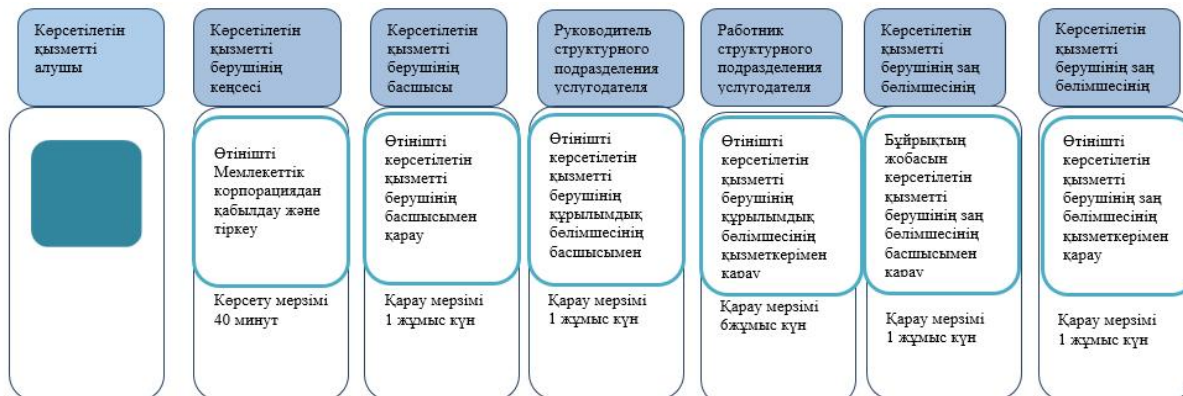 Көрсетілетін
қызметті
алушы
Көрсетілетін
қызметті
берушінің
кеңсесі
Көрсетілетін
қызметті
берушінің
басшысы
Руководитель
структурного
подразделения
услугодателя
Работник
структурного
подразделения
услугодателя
Көрсетілетін
қызметті
берушінің заң
бөлімшесінің
Көрсетілетін
қызметті
берушінің заң
бөлімшесінің
Өтінішті
Мемлекеттік
корпорациядан
қабылдау және
тіркеу
Көрсету мерзімі
40 минут
Өтінішті
көрсетілетін
қызметті
берушінің
басшысымен
қарау
Қарау мерзімі
1 жұмыс күн
Өтінішті
көрсетілетін
қызметті
берушінің
құрылымдық
бөлімшесінің
басшысымен
Қарау мерзімі
1 жұмыс күн
Өтінішті
көрсетілетін
қызметті
берушінің
құрылымдық
бөлімшесінің
қызметкерімен
қарау
Қарау мерзімі
6жұмыс күн
Бұйрықтың
жобасын
көрсетілетін
қызметті
берушінің заң
бөлімшесінің
басшысымен
қарау
Қарау мерзімі
1 жұмыс күн
Өтінішті
көрсетілетін
қызметті
берушінің заң
бөлімшесінің
қызметкерімен
қарау
Қарау мерзімі
1 жұмыс күн